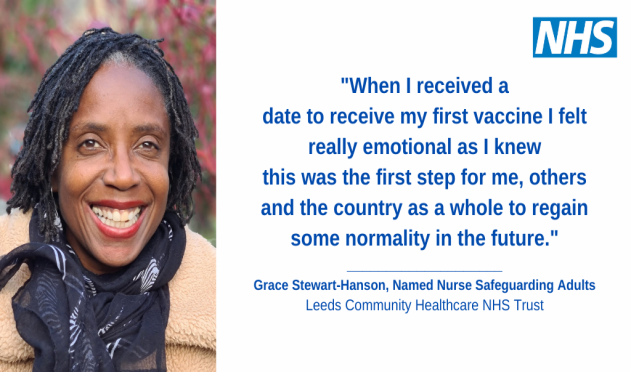 NHS
"When I received a
date to receive my first vaccine I felt
really emotional as I knew
this was the first step for me, others
and the country as a whole to regain
some normality in the future."
Grace Stewart-Hanson, Named Nurse Safeguarding Adults
Leeds Community Healthcare NHS Trust